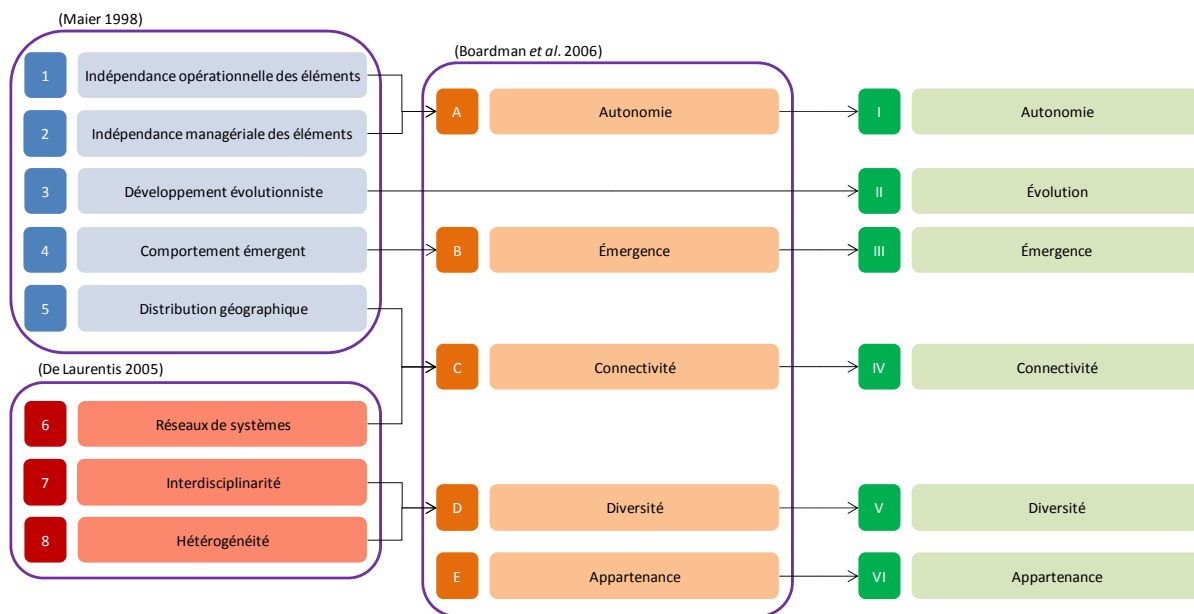 (Maier 1998)
1 Indépendance opérationnelle des éléments
2 Indépendance managériale des éléments
3 Développement évolutionniste
4 Comportement émergent
5 Distribution géographique
(De Laurentis 2005)
6 Réseaux de systèmes
7 Interdisciplinarité
8 Hétérogénéité
(Boardman et al. 2006)
A Autonomie
B Émergence
C Connectivité
D Diversité
E Appartenance
I Autonomie
II Évolution
III Émergence
IV Connectivité
V Diversité
VI Appartenance